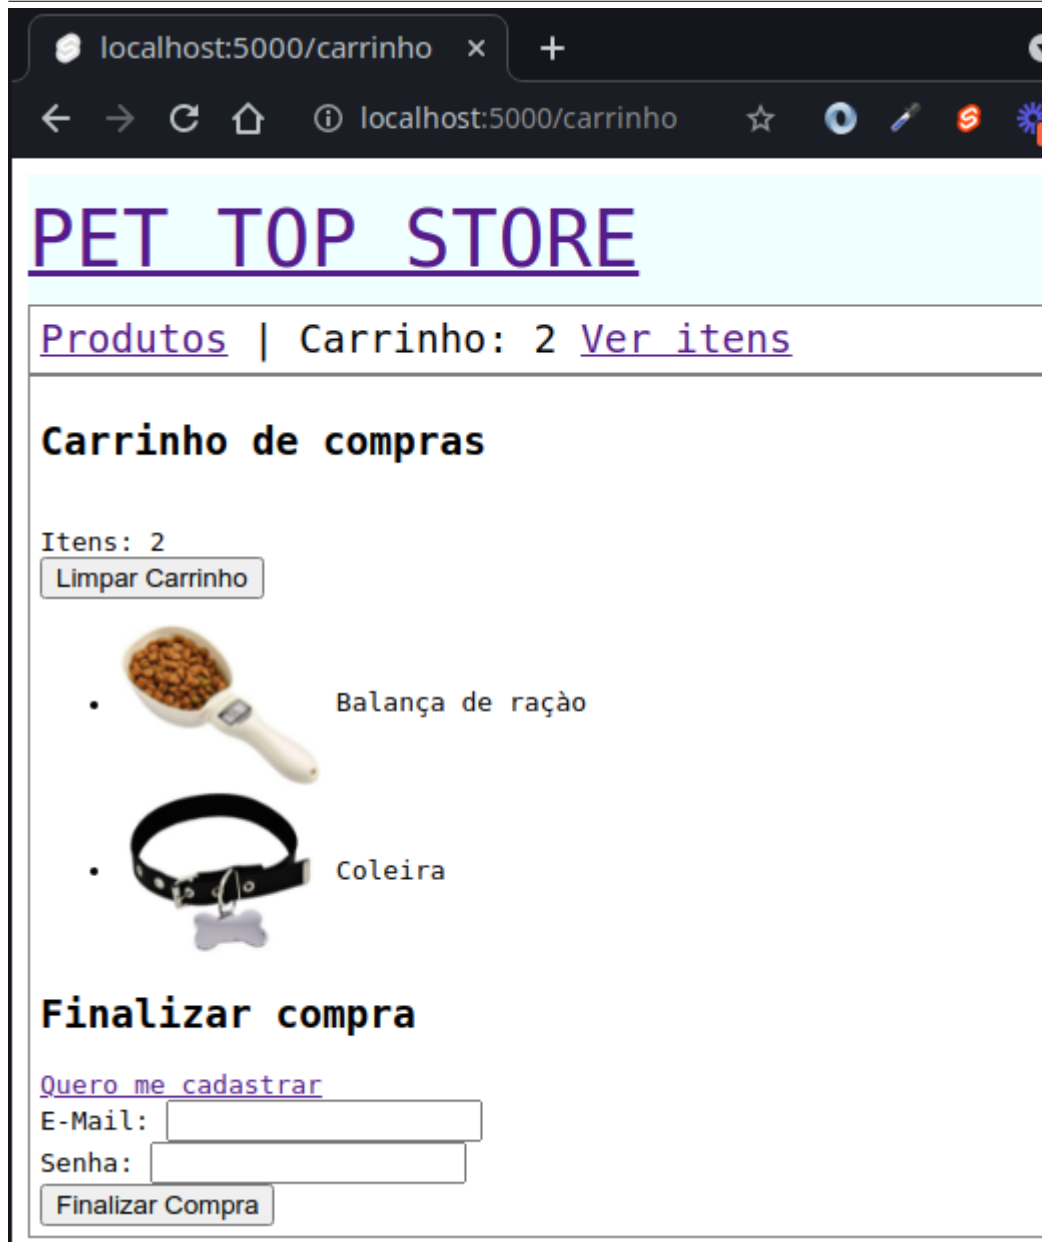 localhost:5000/carrinho
localhost:5000/carrinho
PET TOP STORE
Produtos | Carrinho: 2 Ver itens
Carrinho de compras
Itens: 2
Limpar Carrinho
Balança de raçào
Coleira
Finalizar compra
Quero me cadastrar
E-Mail:
Senha:
Finalizar Compra